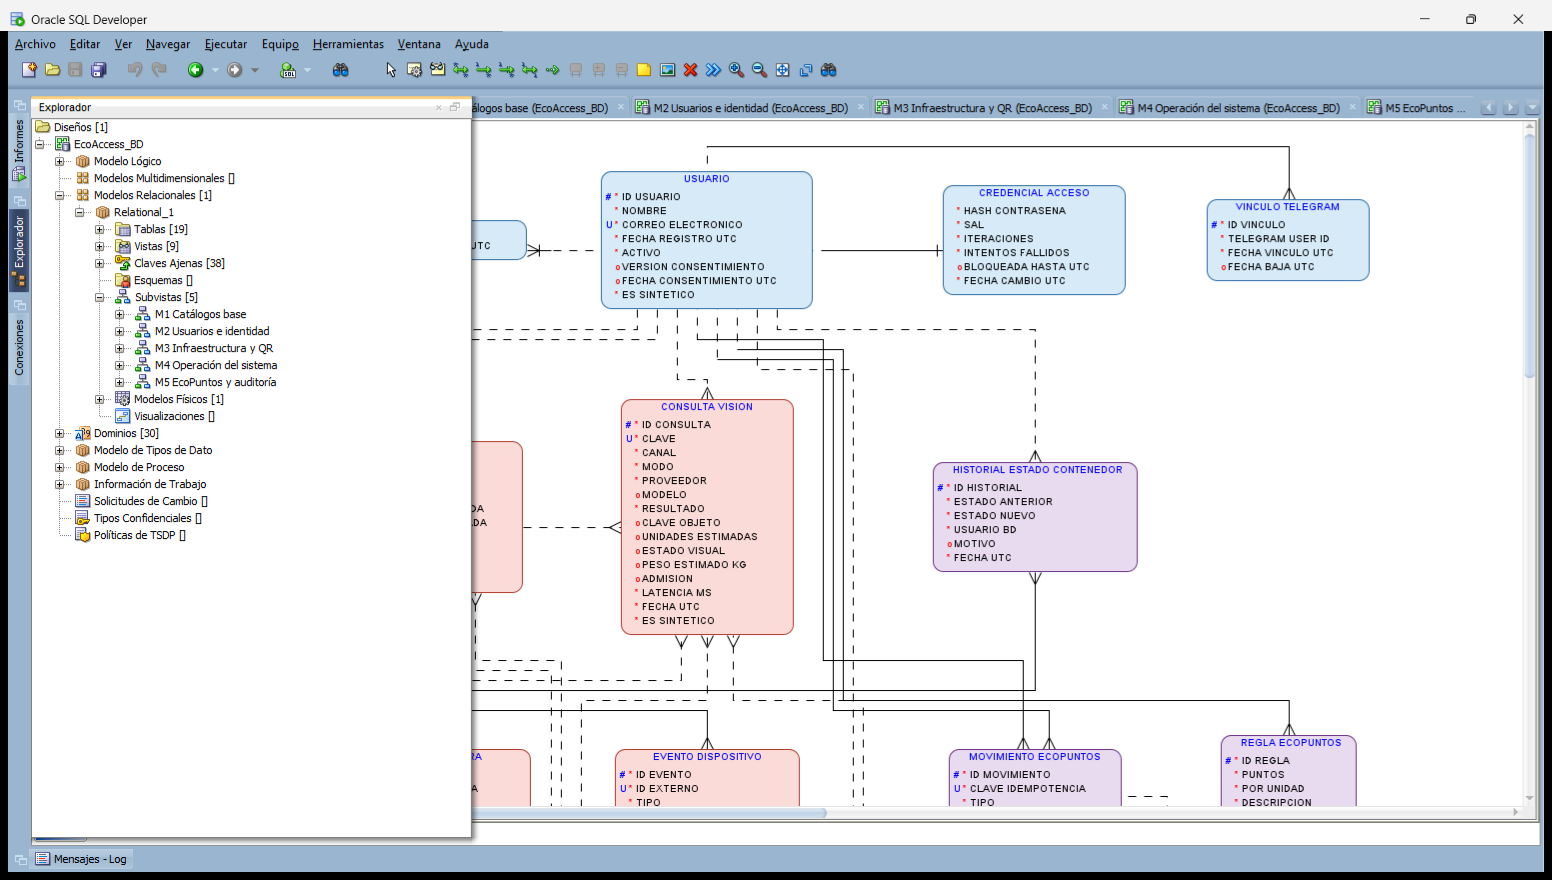 Oracle SQL Developer
Archivo Editar Ver Navegar Ejecutar Equipo Herramientas Ventana Ayuda
Explorador
álogos base (EcoAccess_BD)
M2 Usuarios e identidad (EcoAccess_BD)
M3 Infraestructura y QR (EcoAccess_BD)
M4 Operación del sistema (EcoAccess_BD)
M5 EcoPuntos ...
Informes
Explorador
Conexiones
Diseños [1]
EcoAccess_BD
Modelo Lógico
Modelos Multidimensionales []
Modelos Relacionales [1]
Relational_1
Tablas [19]
Vistas [9]
Claves Ajenas [38]
Esquemas []
Subvistas [5]
M1 Catálogos base
M2 Usuarios e identidad
M3 Infraestructura y QR
M4 Operación del sistema
M5 EcoPuntos y auditoría
Modelos Físicos [1]
Visualizaciones []
Dominios [30]
Modelo de Tipos de Dato
Modelo de Proceso
Información de Trabajo
Solicitudes de Cambio []
Tipos Confidenciales []
Políticas de TSDP []
UTC
USUARIO
# * ID USUARIO
* NOMBRE
U * CORREO ELECTRONICO
* FECHA REGISTRO UTC
* ACTIVO
o VERSION CONSENTIMIENTO
o FECHA CONSENTIMIENTO UTC
* ES SINTETICO
CREDENCIAL ACCESO
* HASH CONTRASENA
* SAL
* ITERACIONES
* INTENTOS FALLIDOS
o BLOQUEADA HASTA UTC
* FECHA CAMBIO UTC
VINCULO TELEGRAM
# * ID VINCULO
* TELEGRAM USER ID
* FECHA VINCULO UTC
o FECHA BAJA UTC
DA
ADA
CONSULTA VISION
# * ID CONSULTA
U * CLAVE
* CANAL
* MODO
* PROVEEDOR
o MODELO
* RESULTADO
o CLAVE OBJETO
o UNIDADES ESTIMADAS
o ESTADO VISUAL
o PESO ESTIMADO KG
o ADMISION
* LATENCIA MS
* FECHA UTC
* ES SINTETICO
HISTORIAL ESTADO CONTENEDOR
# * ID HISTORIAL
* ESTADO ANTERIOR
* ESTADO NUEVO
* USUARIO BD
o MOTIVO
* FECHA UTC
RA
A
EVENTO DISPOSITIVO
# * ID EVENTO
U * ID EXTERNO
* TIPO
MOVIMIENTO ECOPUNTOS
# * ID MOVIMIENTO
U * CLAVE IDEMPOTENCIA
* TIPO
REGLA ECOPUNTOS
# * ID REGLA
* PUNTOS
* POR UNIDAD
* DESCRIPCION
Mensajes - Log